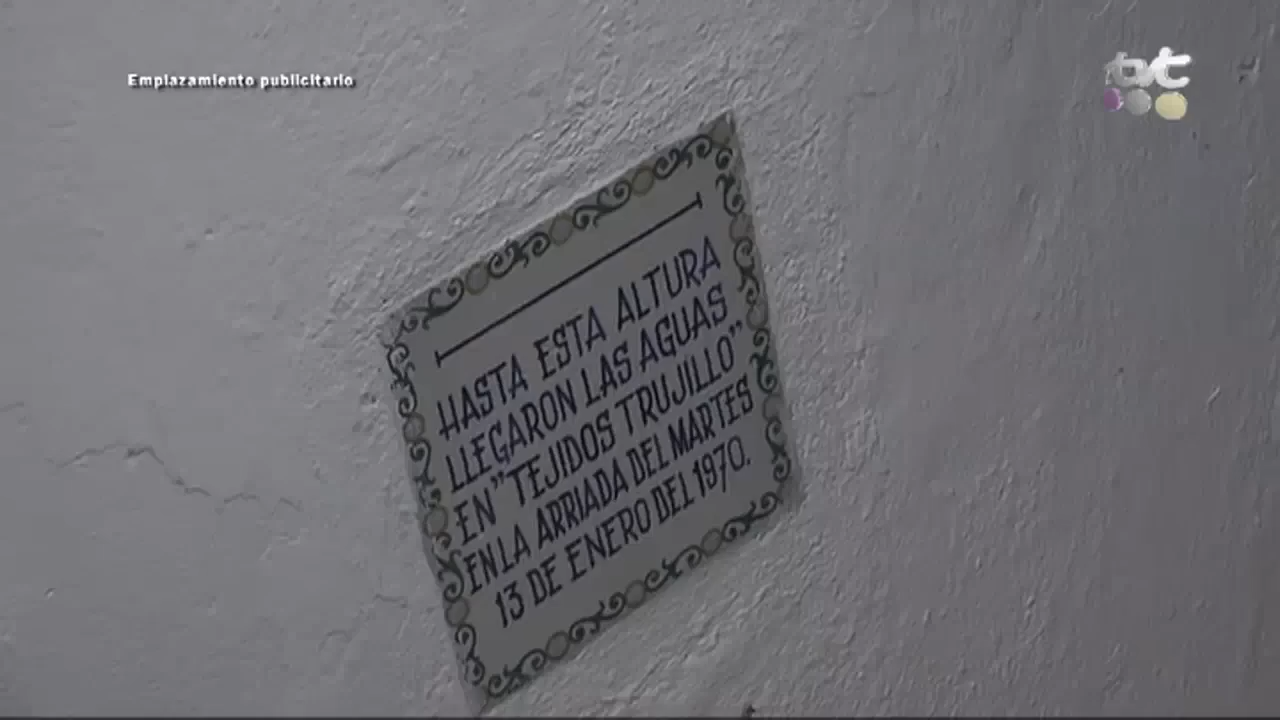 Emplazamiento publicitario
tvt
HASTA ESTA ALTURA
LLEGARON LAS AGUAS
EN "TEJIDOS TRUJILLO"
EN LA ARRIADA DEL MARTES
13 DE ENERO DEL 1970.